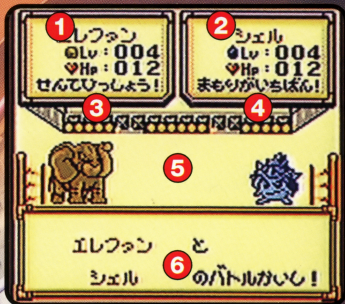 1
エレファン
Lv:004
Hp:012
せんてひっしょう!
2
シェル
Lv:004
Hp:012
まもりがいちばん!
3
4
5
エレファン と
6
シェル のバトルかいし!